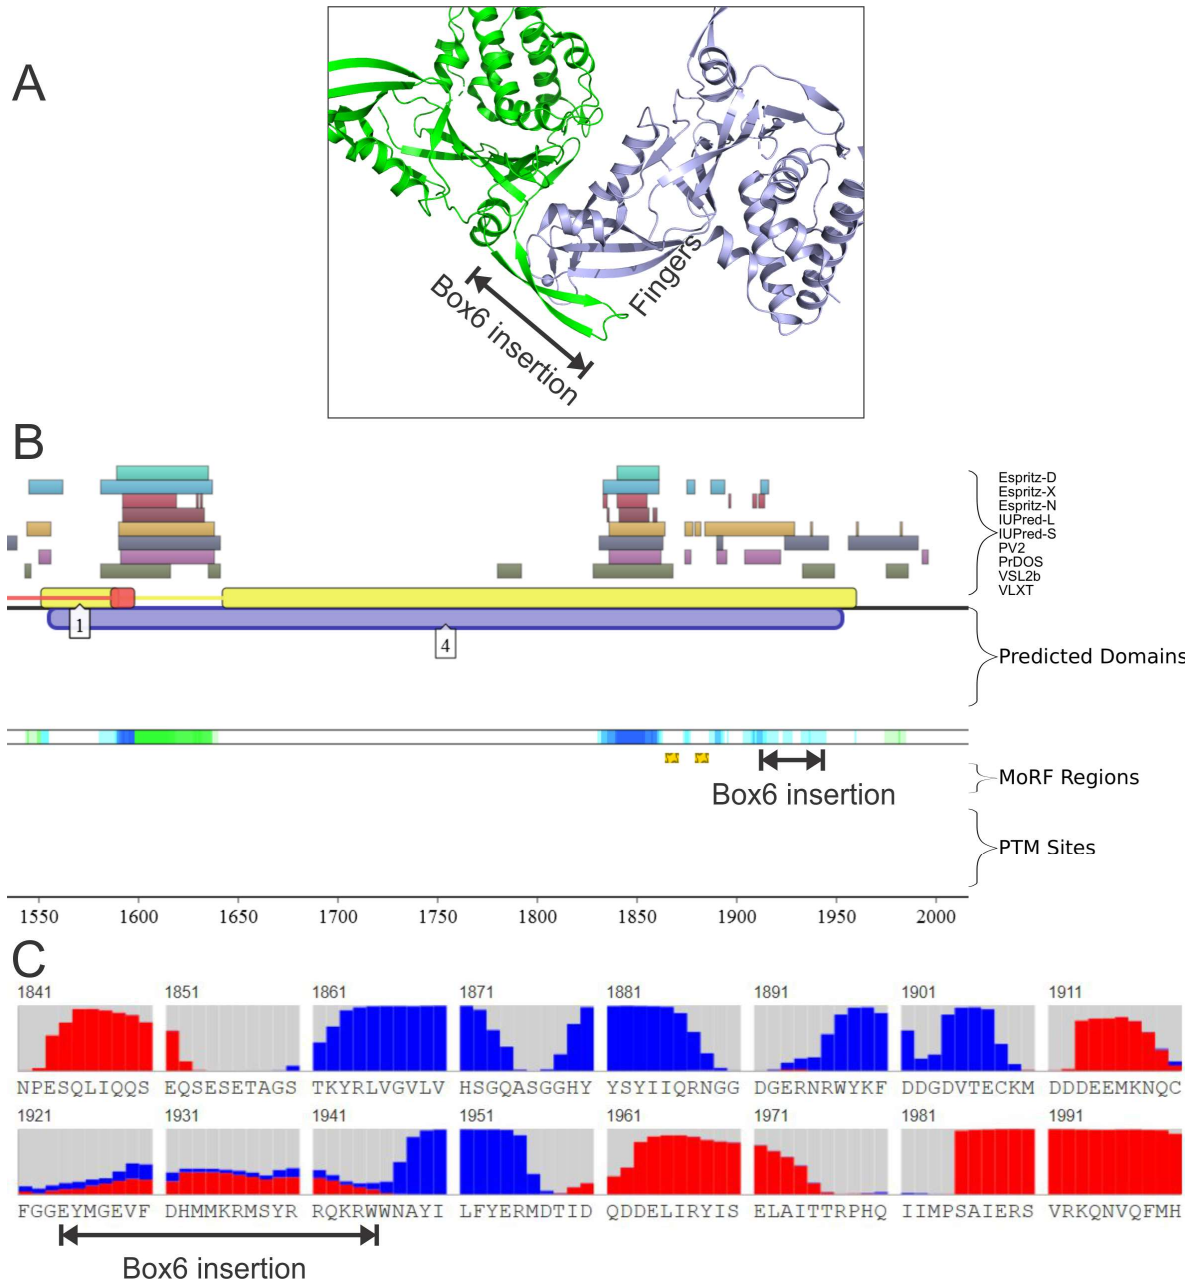 A
Box6 insertion
Fingers
B
Espritz-D
Espritz-X
Espritz-N
IUPred-L
IUPred-S
PV2
PrDOS
VSL2b
VLXT
1
4
Predicted Domains
Box6 insertion
MoRF Regions
PTM Sites
1550 1600 1650 1700 1750 1800 1850 1900 1950 2000
C
1841 1851 1861 1871 1881 1891 1901 1911
NPESQLIQQS EQSESETAGS TKYRLVGVLV HSGQASGGHY YSYIIQRNGG DGERNRWYKF DDGDVTECKM DDDEEMKNQC
1921 1931 1941 1951 1961 1971 1981 1991
FGGEYMGEVF DHMMKRMSYR RQKRWWNAYI LFYERMDTID QDDELIRYIS ELAITTRPHQ IIMPSAIERS VRKQNVQFMH
Box6 insertion